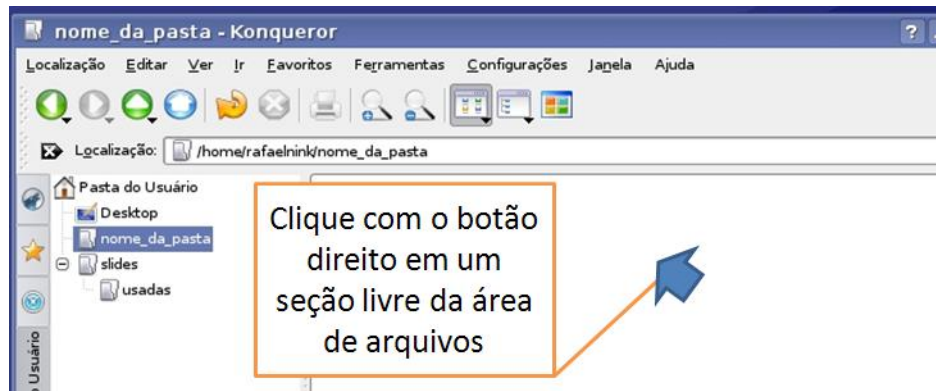 nome_da_pasta - Konqueror
?
Localização Editar Ver Ir Favoritos Ferramentas Configurações Janela Ajuda
Localização: /home/rafaelnink/nome_da_pasta
Pasta do Usuário
Desktop
nome_da_pasta
slides
usadas
Usuário
Clique com o botão
direito em um
seção livre da área
de arquivos